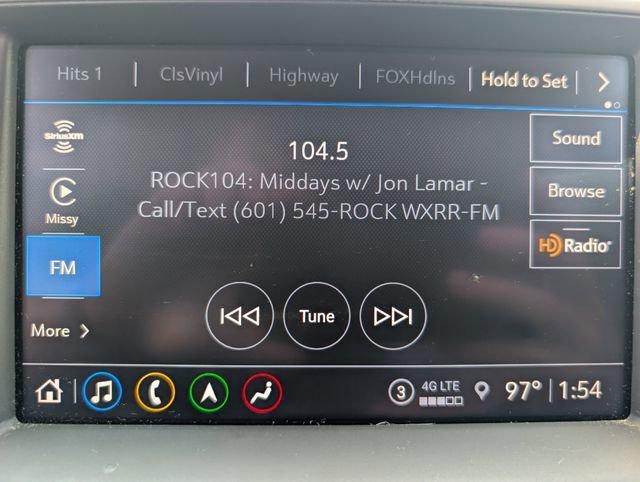 Hits 1 ClsVinyl Highway FOXHdlns Hold to Set
SiriusXM
104.5
Sound
ROCK104: Middays w/ Jon Lamar -
Call/Text (601) 545-ROCK WXRR-FM
Browse
Missy
HD Radio
FM
Tune
More
3 4G LTE 97° 1:54